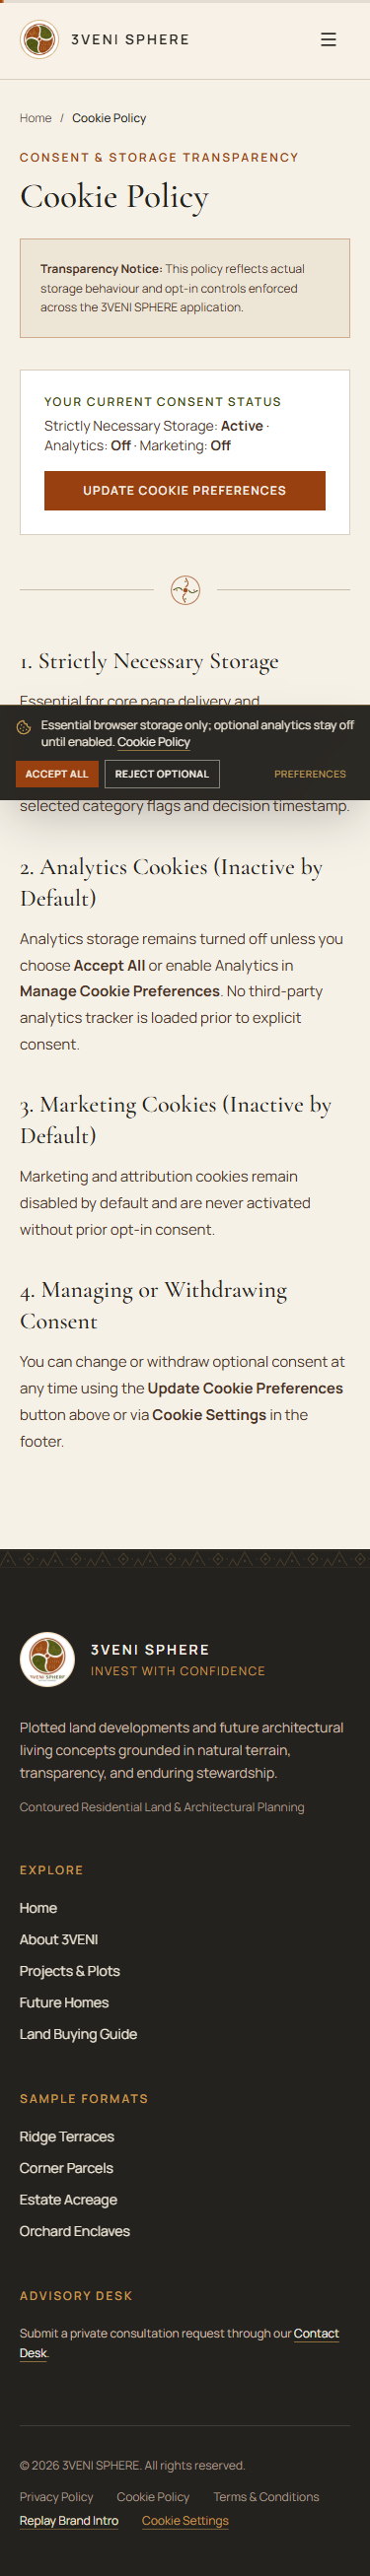 3VENI SPHERE
Home / Cookie Policy
CONSENT & STORAGE TRANSPARENCY
Cookie Policy
Transparency Notice: This policy reflects actual
storage behaviour and opt-in controls enforced
across the 3VENI SPHERE application.
YOUR CURRENT CONSENT STATUS
Strictly Necessary Storage: Active ·
Analytics: Off · Marketing: Off
UPDATE COOKIE PREFERENCES
1. Strictly Necessary Storage
Essential for core page delivery and
Essential browser storage only; optional analytics stay off
until enabled. Cookie Policy
ACCEPT ALL REJECT OPTIONAL PREFERENCES
selected category flags and decision timestamp.
2. Analytics Cookies (Inactive by
Default)
Analytics storage remains turned off unless you
choose Accept All or enable Analytics in
Manage Cookie Preferences. No third-party
analytics tracker is loaded prior to explicit
consent.
3. Marketing Cookies (Inactive by
Default)
Marketing and attribution cookies remain
disabled by default and are never activated
without prior opt-in consent.
4. Managing or Withdrawing
Consent
You can change or withdraw optional consent at
any time using the Update Cookie Preferences
button above or via Cookie Settings in the
footer.
3VENI SPHERE
3VENI SPHERE
INVEST WITH CONFIDENCE
Plotted land developments and future architectural
living concepts grounded in natural terrain,
transparency, and enduring stewardship.
Contoured Residential Land & Architectural Planning
EXPLORE
Home
About 3VENI
Projects & Plots
Future Homes
Land Buying Guide
SAMPLE FORMATS
Ridge Terraces
Corner Parcels
Estate Acreage
Orchard Enclaves
ADVISORY DESK
Submit a private consultation request through our Contact
Desk.
© 2026 3VENI SPHERE. All rights reserved.
Privacy Policy Cookie Policy Terms & Conditions
Replay Brand Intro Cookie Settings